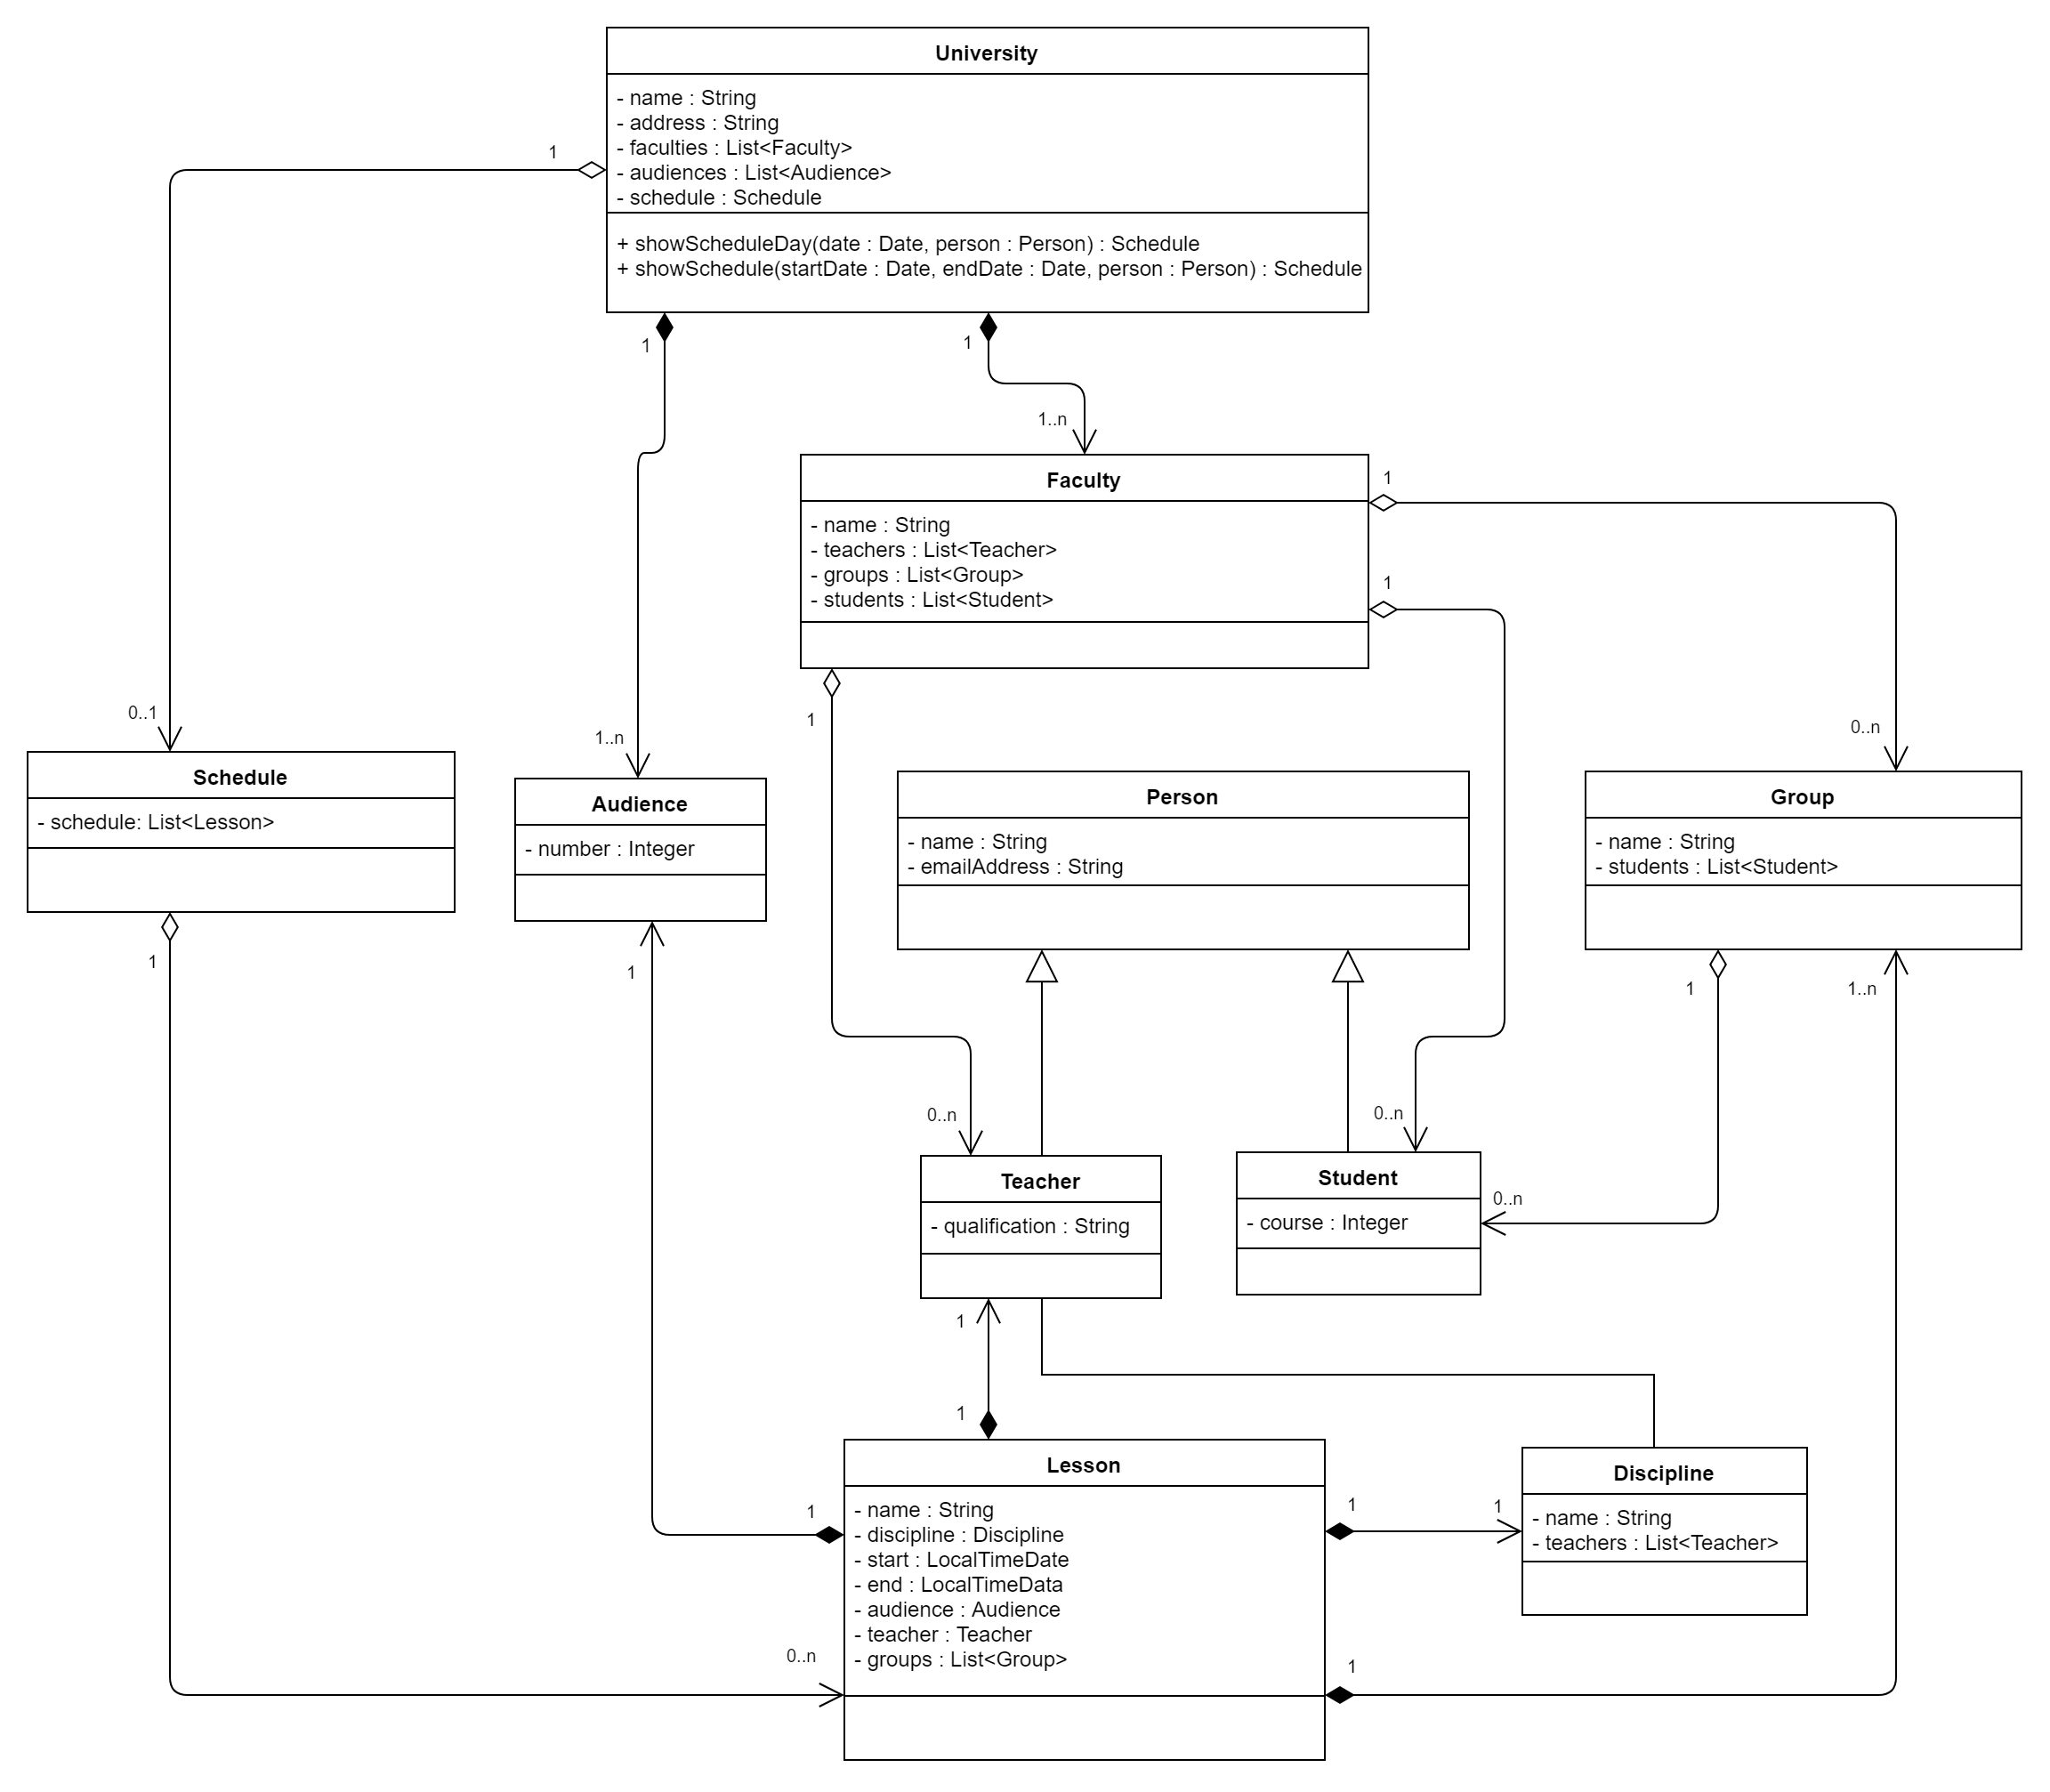 University
- name : String
- address : String
- faculties : List<Faculty>
- audiences : List<Audience>
- schedule : Schedule
+ showScheduleDay(date : Date, person : Person) : Schedule
+ showSchedule(startDate : Date, endDate : Date, person : Person) : Schedule
1
1
1
1..n
Faculty
- name : String
- teachers : List<Teacher>
- groups : List<Group>
- students : List<Student>
1
1
1
0..1
1..n
0..n
Schedule
- schedule: List<Lesson>
1
Audience
- number : Integer
1
Person
- name : String
- emailAddress : String
Group
- name : String
- students : List<Student>
1
1..n
0..n
0..n
0..n
Teacher
- qualification : String
1
Student
- course : Integer
1
Lesson
- name : String
- discipline : Discipline
- start : LocalTimeDate
- end : LocalTimeData
- audience : Audience
- teacher : Teacher
- groups : List<Group>
1
1
1
Discipline
- name : String
- teachers : List<Teacher>
0..n
1